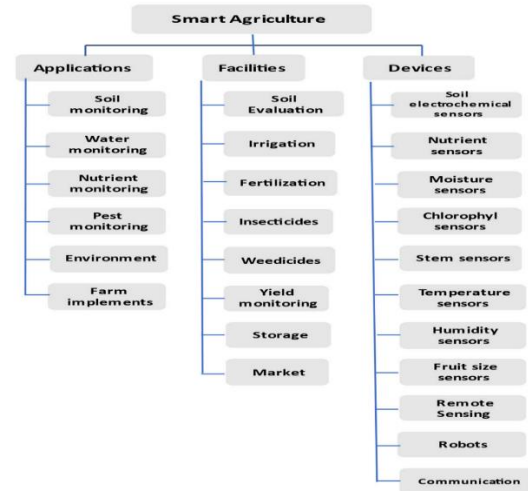 Smart Agriculture
Applications
Soil
monitoring
Water
monitoring
Nutrient
monitoring
Pest
monitoring
Environment
Farm
implements
Facilities
Soil
Evaluation
Irrigation
Fertilization
Insecticides
Weedicides
Yield
monitoring
Storage
Market
Devices
Soil
electrochemical
sensors
Nutrient
sensors
Moisture
sensors
Chlorophyl
sensors
Stem sensors
Temperature
sensors
Humidity
sensors
Fruit size
sensors
Remote
Sensing
Robots
Communication